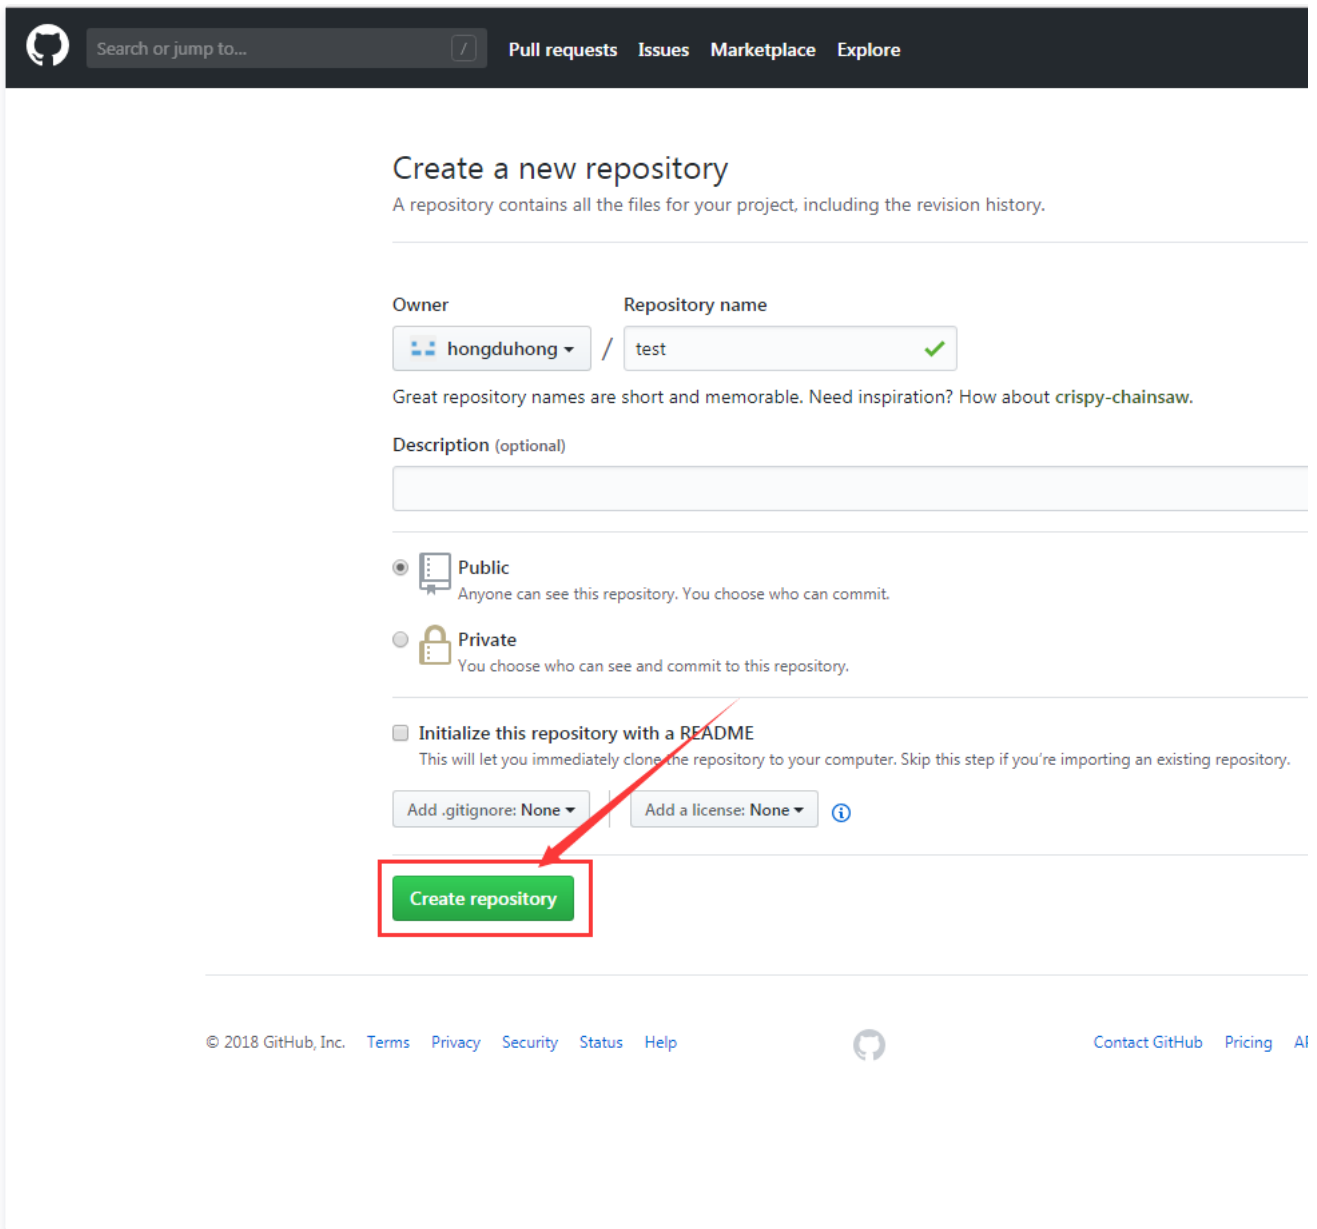 Search or jump to... /
Pull requests Issues Marketplace Explore
Create a new repository
A repository contains all the files for your project, including the revision history.
Owner Repository name
hongduhong / test
Great repository names are short and memorable. Need inspiration? How about crispy-chainsaw.
Description (optional)
Public
Anyone can see this repository. You choose who can commit.
Private
You choose who can see and commit to this repository.
Initialize this repository with a README
This will let you immediately clone the repository to your computer. Skip this step if you're importing an existing repository.
Add .gitignore: None Add a license: None
Create repository
© 2018 GitHub, Inc. Terms Privacy Security Status Help Contact GitHub Pricing